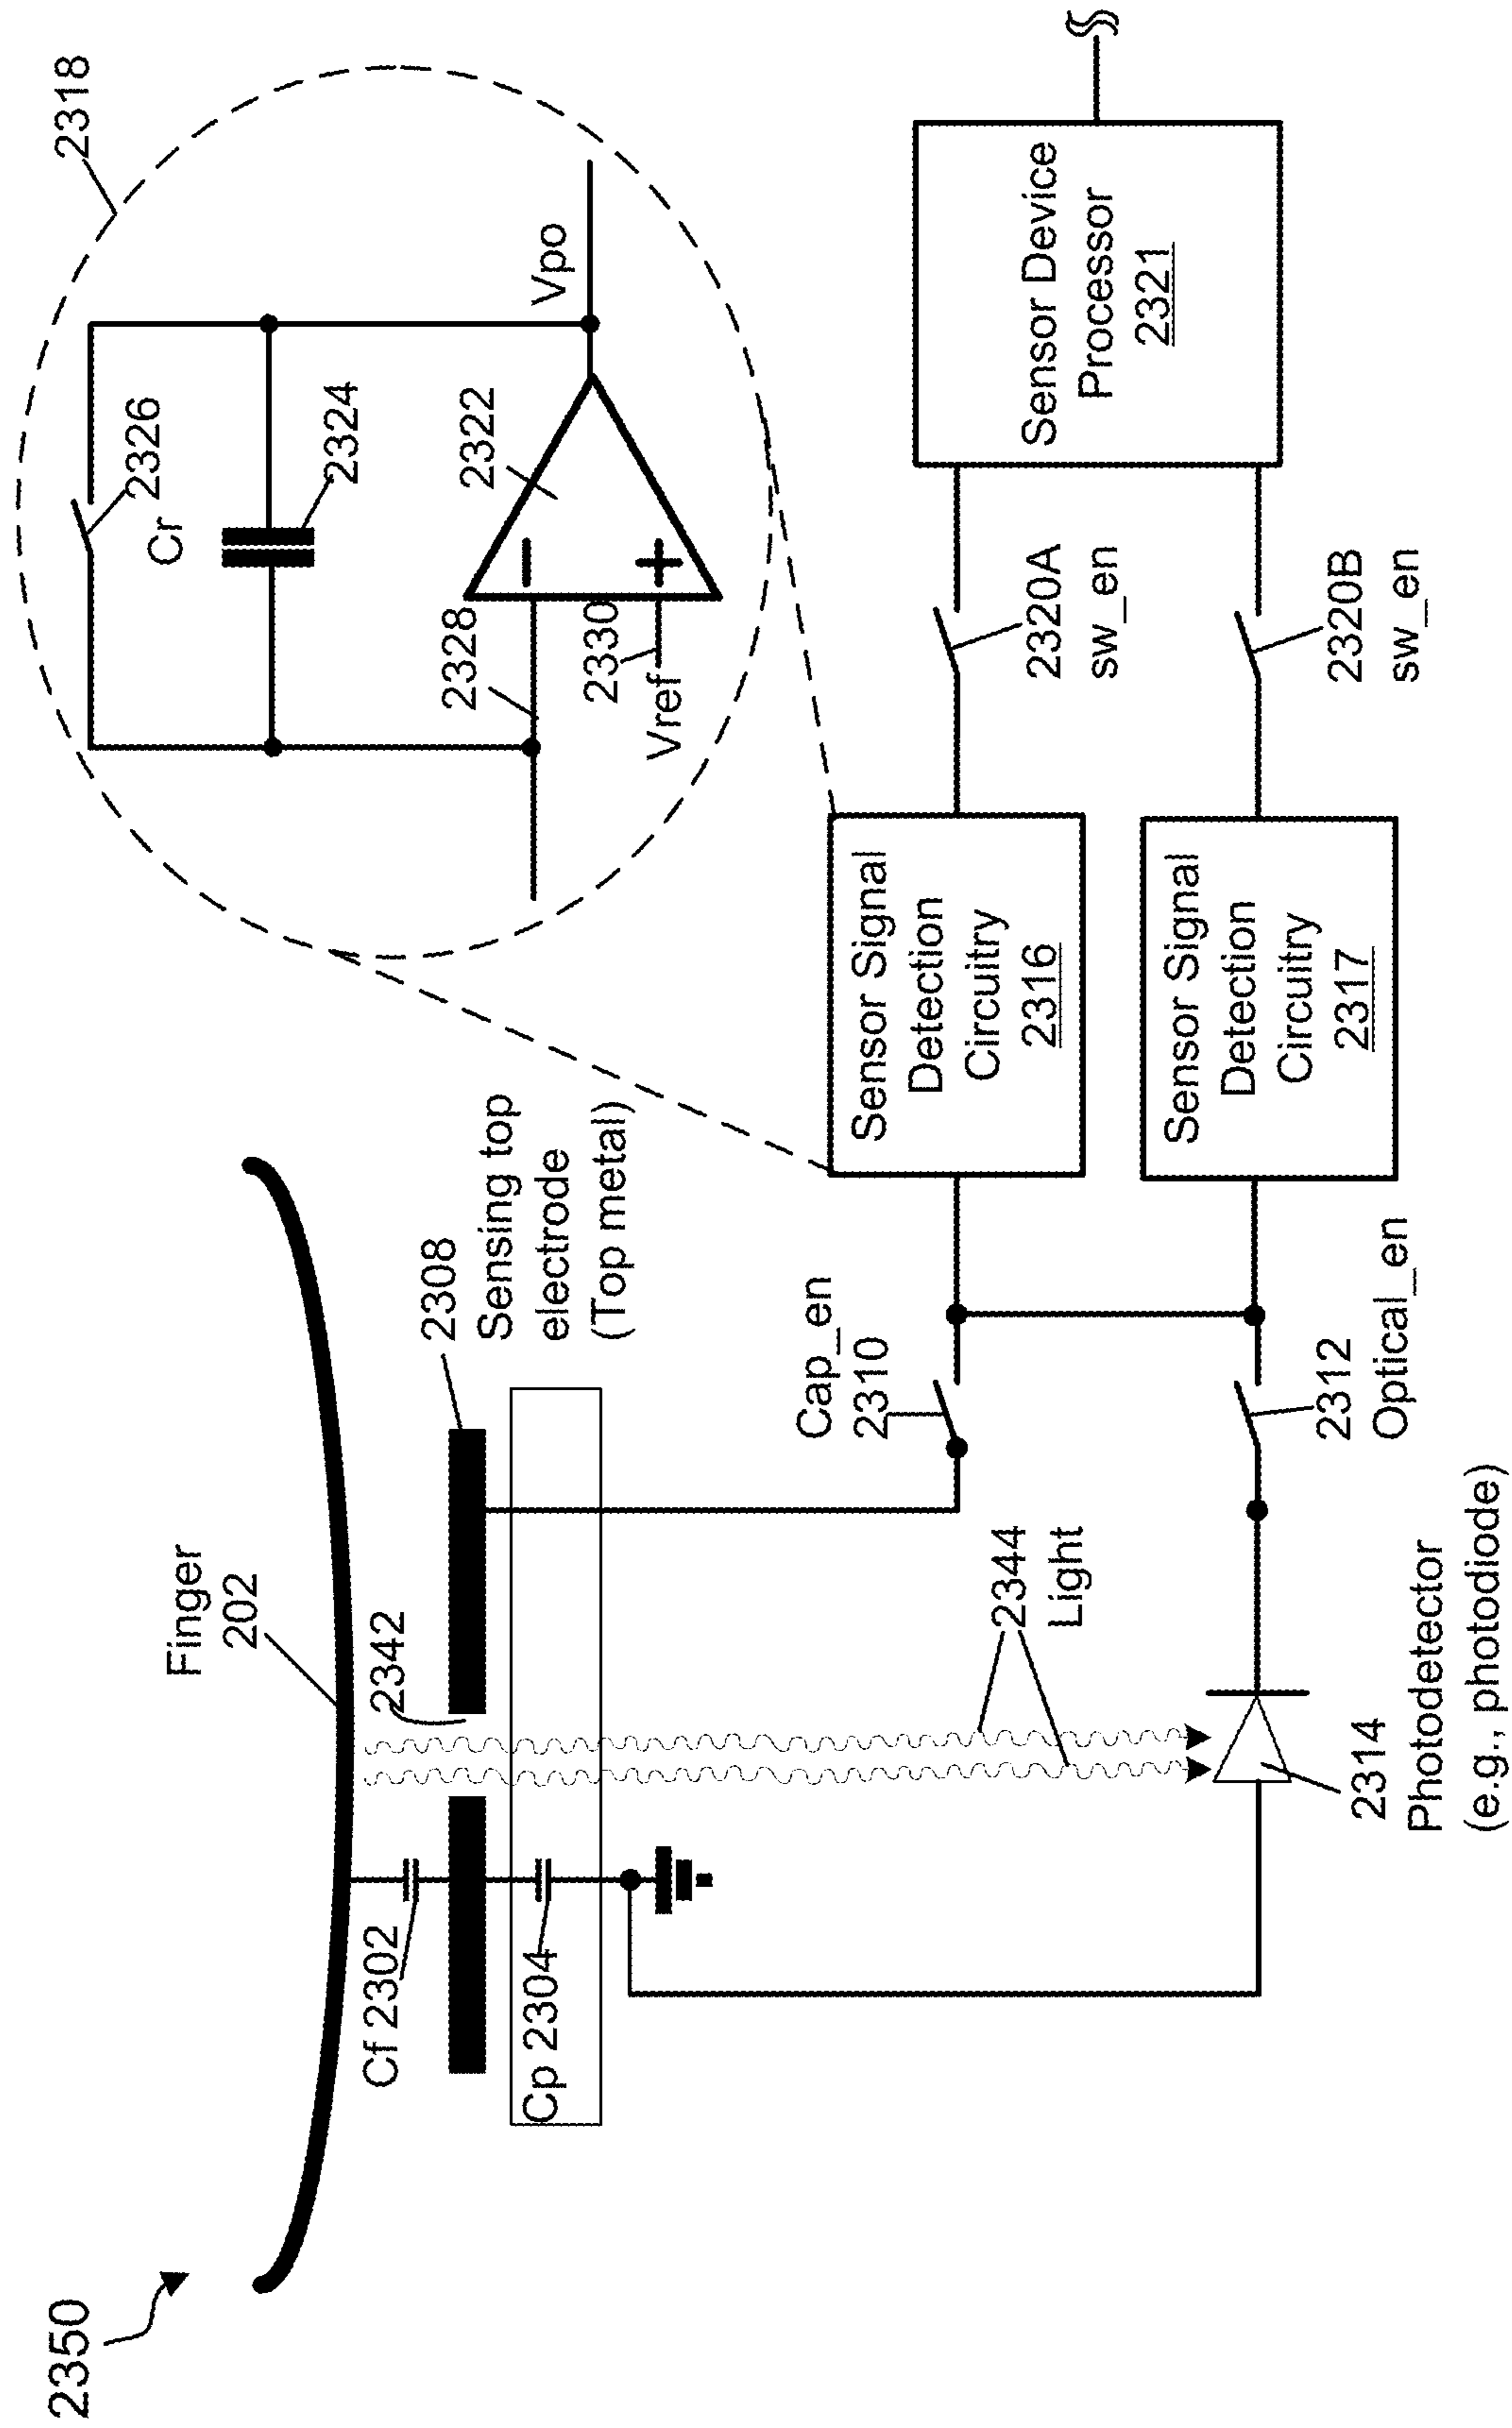 2350
Finger
202
2342
Cf 2302
Cp 2304
2308
Sensing top
electrode
(Top metal)
2344
Light
2314
Photodetector
(e.g., photodiode)
Cap_en
2310
2312
Optical_en
Sensor Signal
Detection
Circuitry
2316
Sensor Signal
Detection
Circuitry
2317
2320A
sw_en
2320B
sw_en
Sensor Device
Processor
2321
2318
2326
Cr
2324
2322
2328
2330
Vref
Vpo
−
+